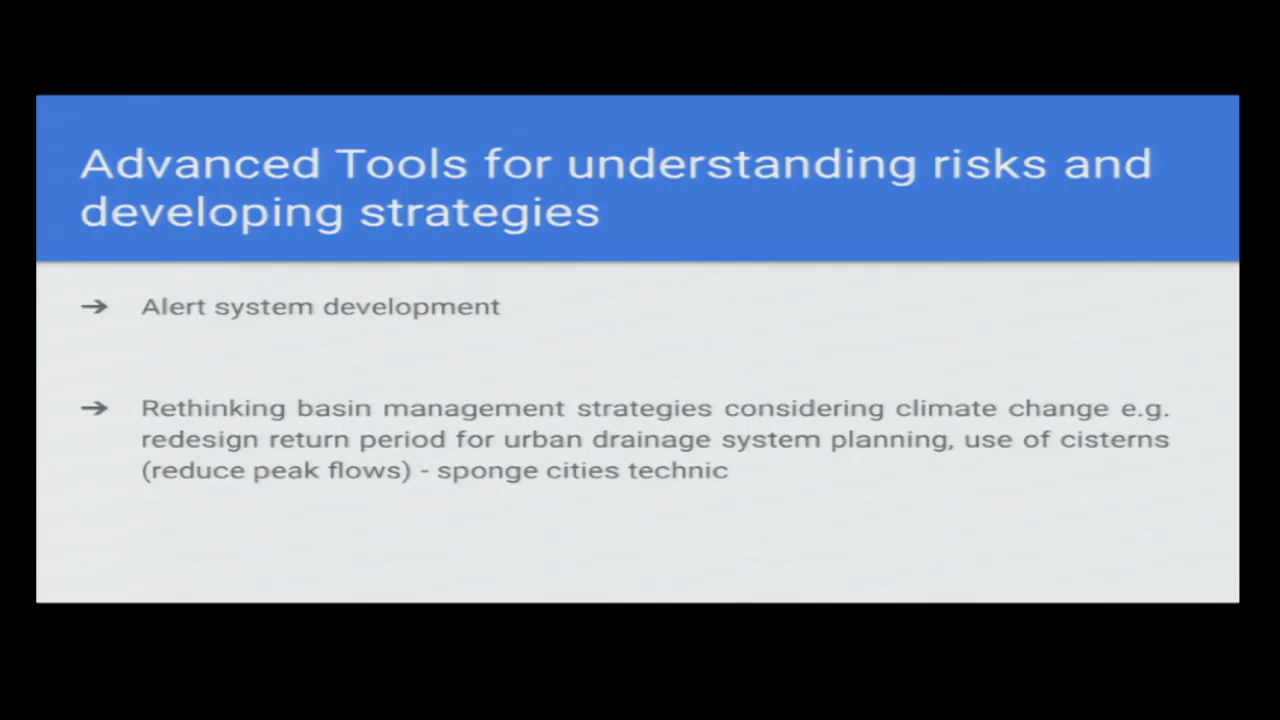 Advanced Tools for understanding risks and
developing strategies
➔ Alert system development
➔ Rethinking basin management strategies considering climate change e.g.
redesign return period for urban drainage system planning, use of cisterns
(reduce peak flows) - sponge cities technic